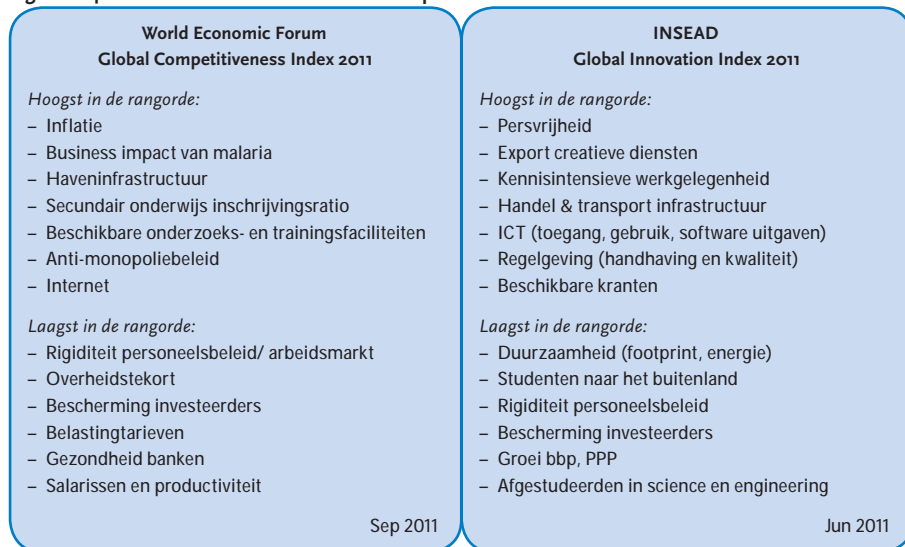 World Economic Forum
Global Competitiveness Index 2011
Hoogst in de rangorde:
– Inflatie
– Business impact van malaria
– Haveninfrastructuur
– Secundair onderwijs inschrijvingsratio
– Beschikbare onderzoeks- en trainingsfaciliteiten
– Anti-monopoliebeleid
– Internet
Laagst in de rangorde:
– Rigiditeit personeelsbeleid/ arbeidsmarkt
– Overheidstekort
– Bescherming investeerders
– Belastingtarieven
– Gezondheid banken
– Salarissen en productiviteit
Sep 2011
INSEAD
Global Innovation Index 2011
Hoogst in de rangorde:
– Persvrijheid
– Export creatieve diensten
– Kennisintensieve werkgelegenheid
– Handel & transport infrastructuur
– ICT (toegang, gebruik, software uitgaven)
– Regelgeving (handhaving en kwaliteit)
– Beschikbare kranten
Laagst in de rangorde:
– Duurzaamheid (footprint, energie)
– Studenten naar het buitenland
– Rigiditeit personeelsbeleid
– Bescherming investeerders
– Groei bbp, PPP
– Afgestudeerden in science en engineering
Jun 2011